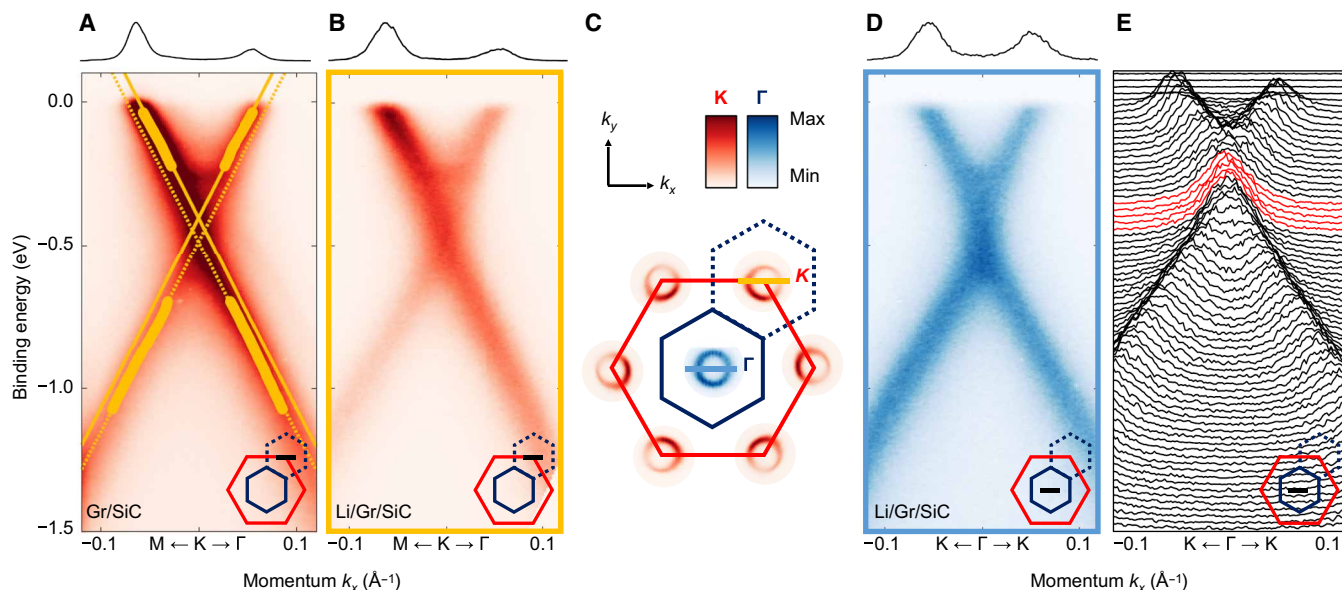 A
B
C
D
E
K
Γ
Max
Min
k_y
k_x
K
Γ
Binding energy (eV)
0.0
−0.5
−1.0
−1.5
Gr/SiC
Li/Gr/SiC
Li/Gr/SiC
−0.1
M ← K → Γ
0.1
−0.1
M ← K → Γ
0.1
−0.1
K ← Γ → K
0.1
−0.1
K ← Γ → K
0.1
Momentum k_x (Å⁻¹)
Momentum k_x (Å⁻¹)